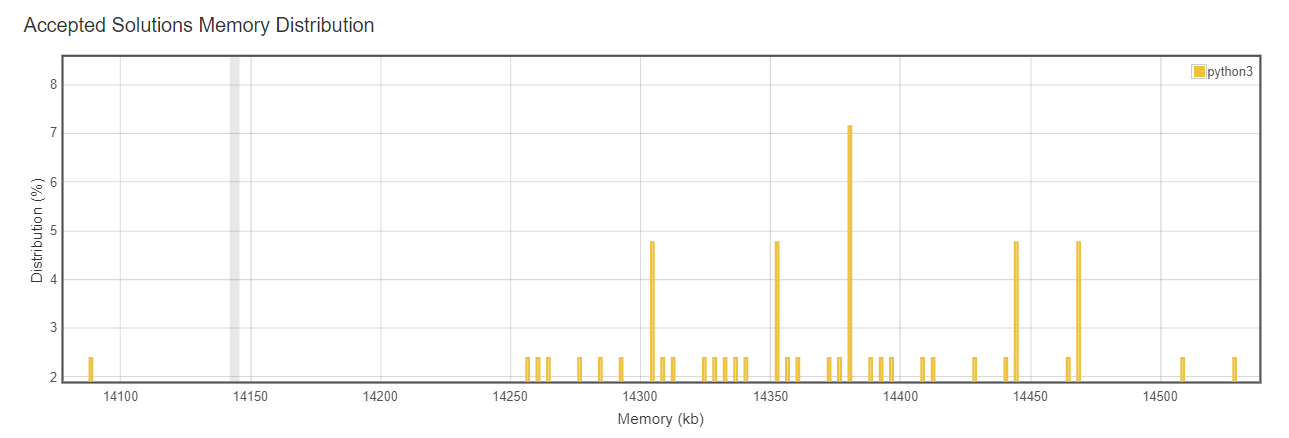 Accepted Solutions Memory Distribution
python3
8
7
6
5
4
3
2
Distribution (%)
14100 14150 14200 14250 14300 14350 14400 14450 14500
Memory (kb)